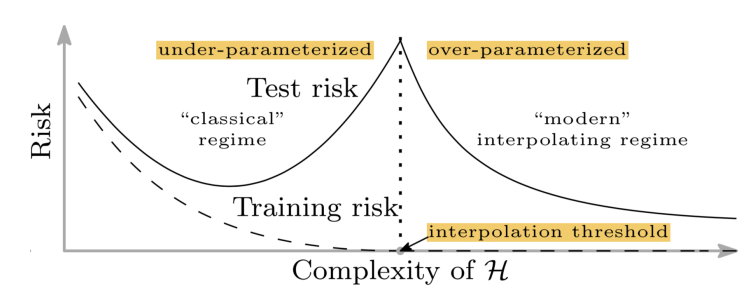 under-parameterized
over-parameterized
Test risk
“classical”
regime
“modern”
interpolating regime
Risk
Training risk
interpolation threshold
Complexity of ℋ